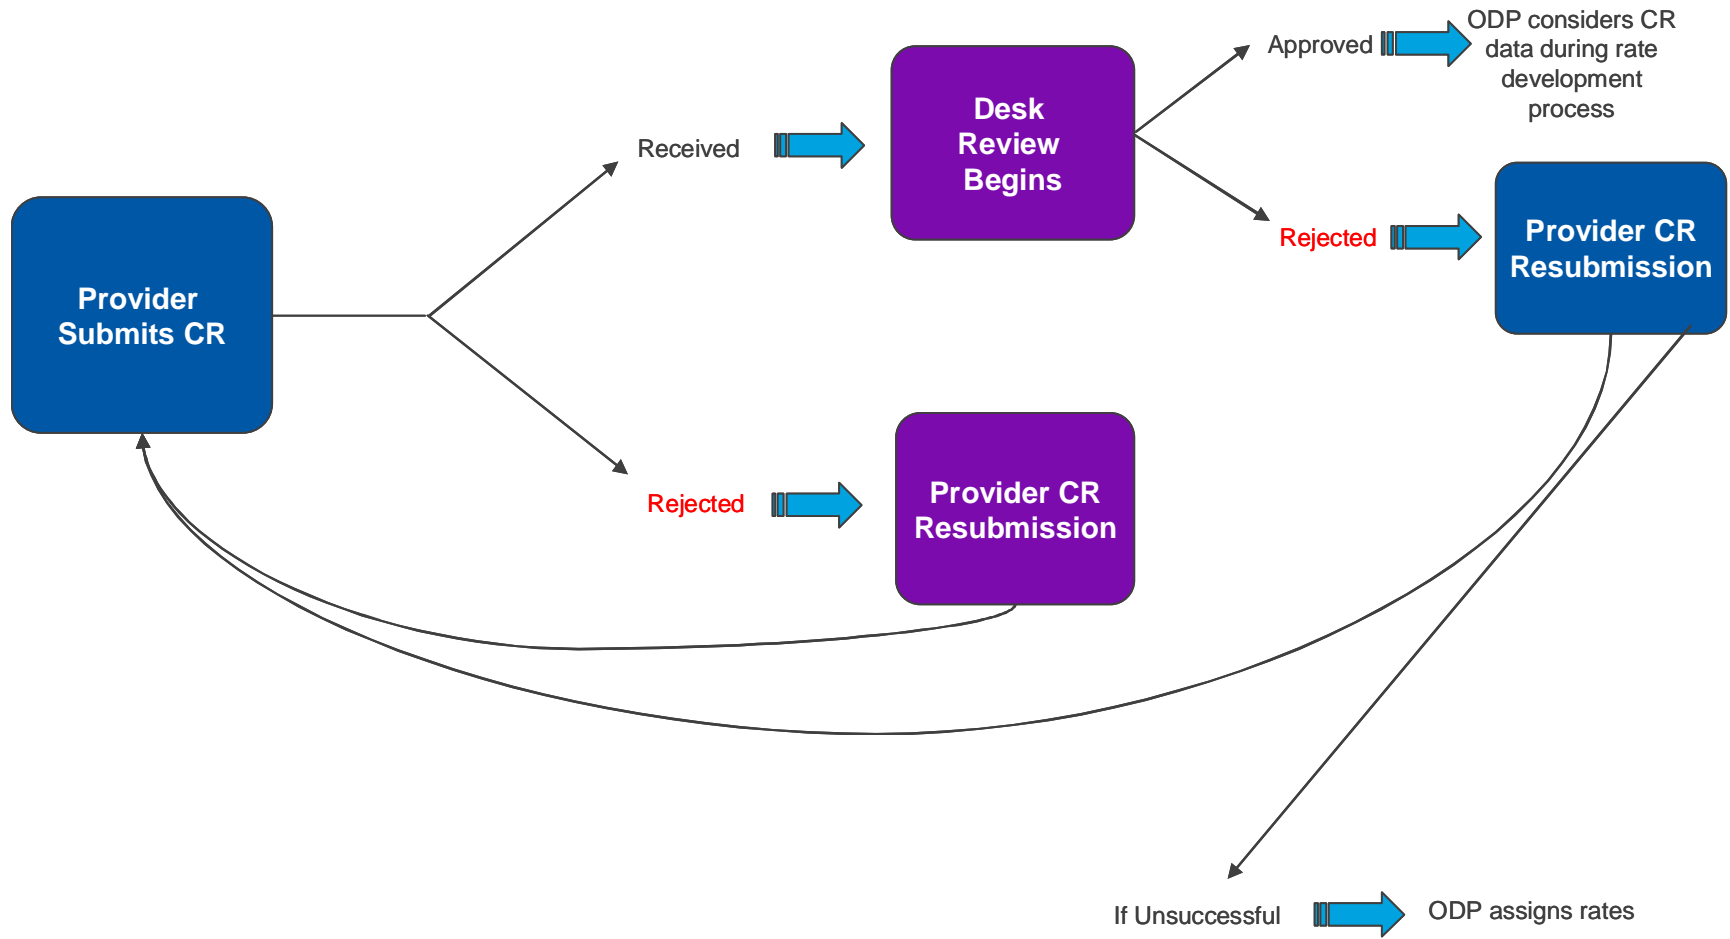 Provider
Submits CR
Received
Desk
Review
Begins
Approved
ODP considers CR
data during rate
development
process
Rejected
Provider CR
Resubmission
Rejected
Provider CR
Resubmission
If Unsuccessful
ODP assigns rates